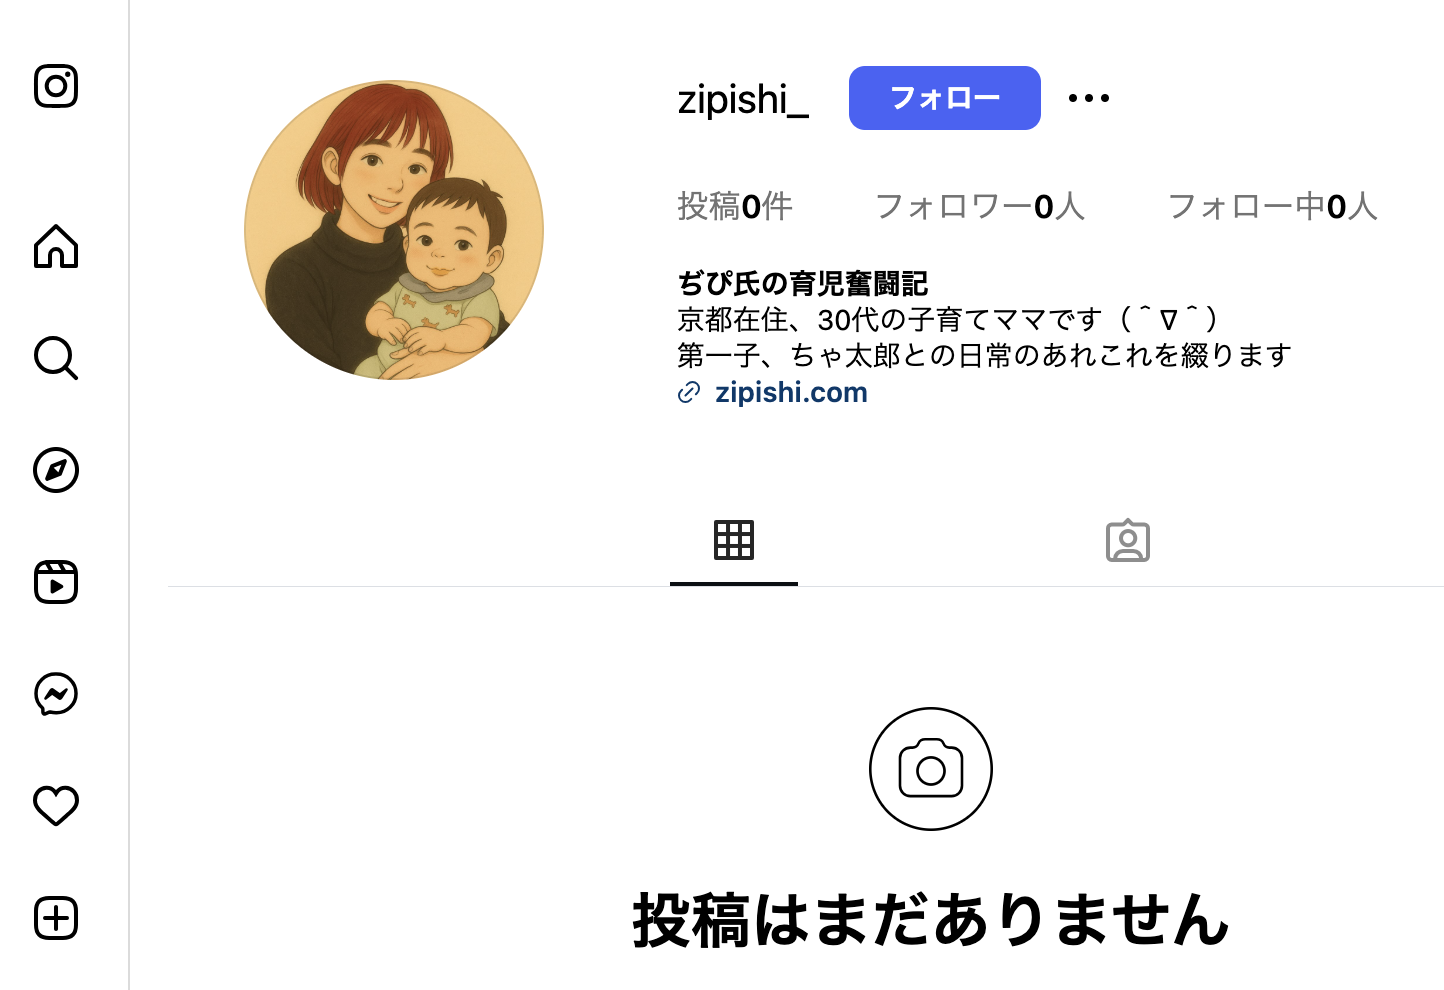 zipishi_ フォロー
投稿0件 フォロワー0人 フォロー中0人
ぢぴ氏の育児奮闘記
京都在住、30代の子育てママです（＾∇＾）
第一子、ちゃ太郎との日常のあれこれを綴ります
zipishi.com
投稿はまだありません